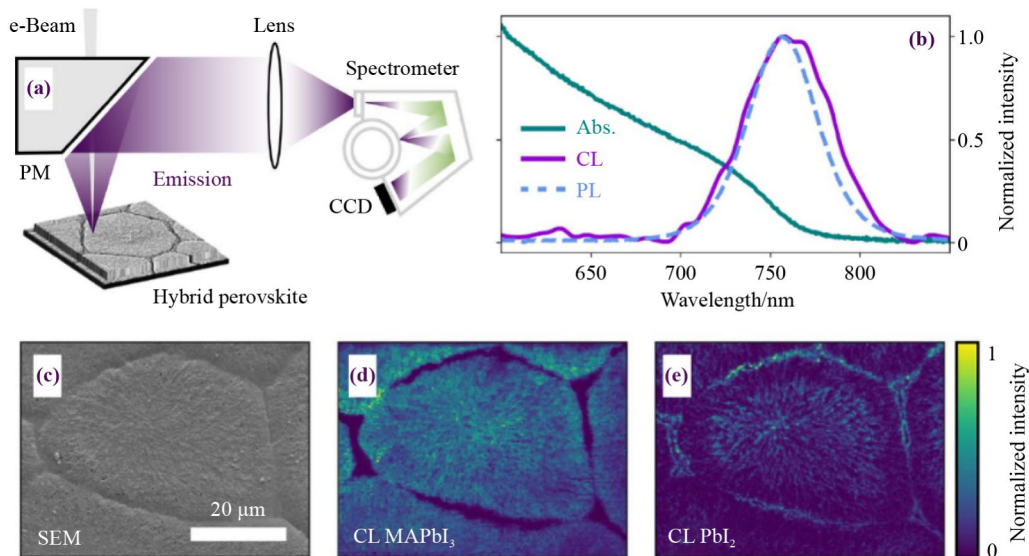 e-Beam
Lens
Spectrometer
(a)
PM
Emission
CCD
Hybrid perovskite
(b)
Abs.
CL
PL
1.0
0.5
0
Normalized intensity
650
700
750
800
Wavelength/nm
(c)
SEM
20 μm
(d)
CL MAPbI₃
(e)
CL PbI₂
1
0
Normalized intensity